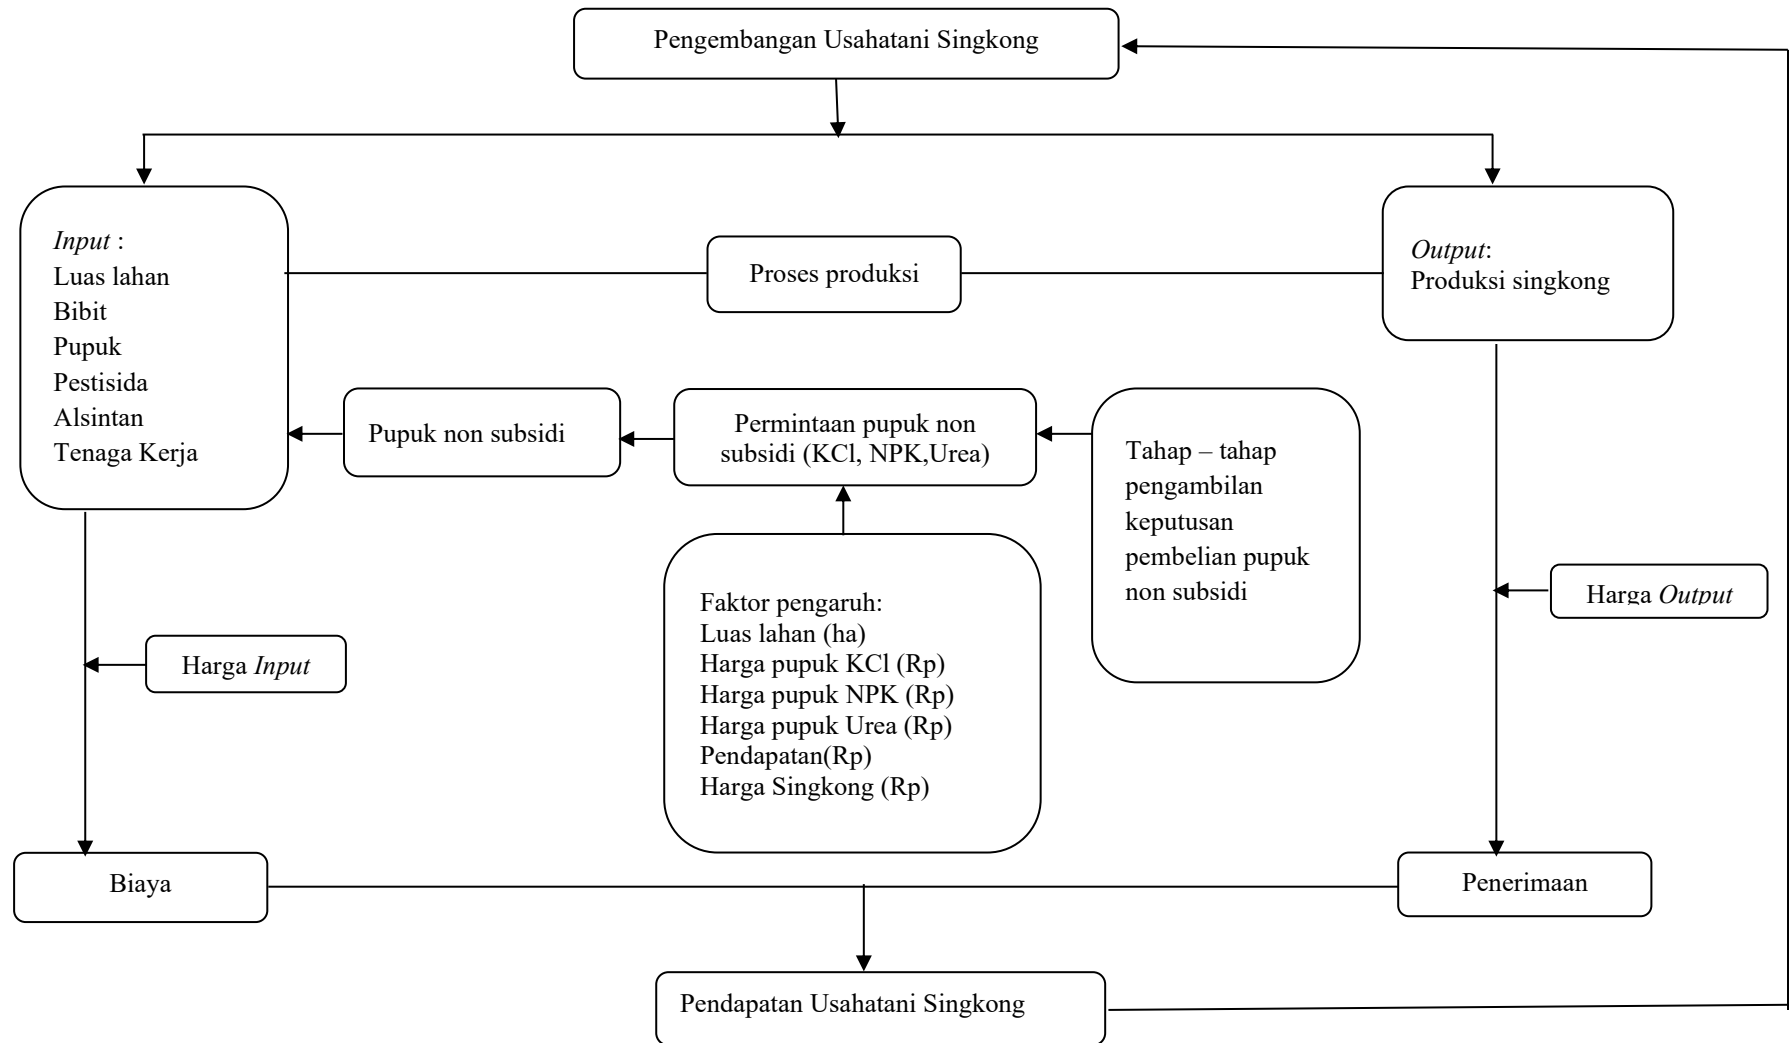 Pengembangan Usahatani Singkong
Input :
Luas lahan
Bibit
Pupuk
Pestisida
Alsintan
Tenaga Kerja
Proses produksi
Output:
Produksi singkong
Pupuk non subsidi
Permintaan pupuk non
subsidi (KCl, NPK,Urea)
Tahap – tahap
pengambilan
keputusan
pembelian pupuk
non subsidi
Faktor pengaruh:
Luas lahan (ha)
Harga pupuk KCl (Rp)
Harga pupuk NPK (Rp)
Harga pupuk Urea (Rp)
Pendapatan(Rp)
Harga Singkong (Rp)
Harga Output
Harga Input
Biaya
Penerimaan
Pendapatan Usahatani Singkong